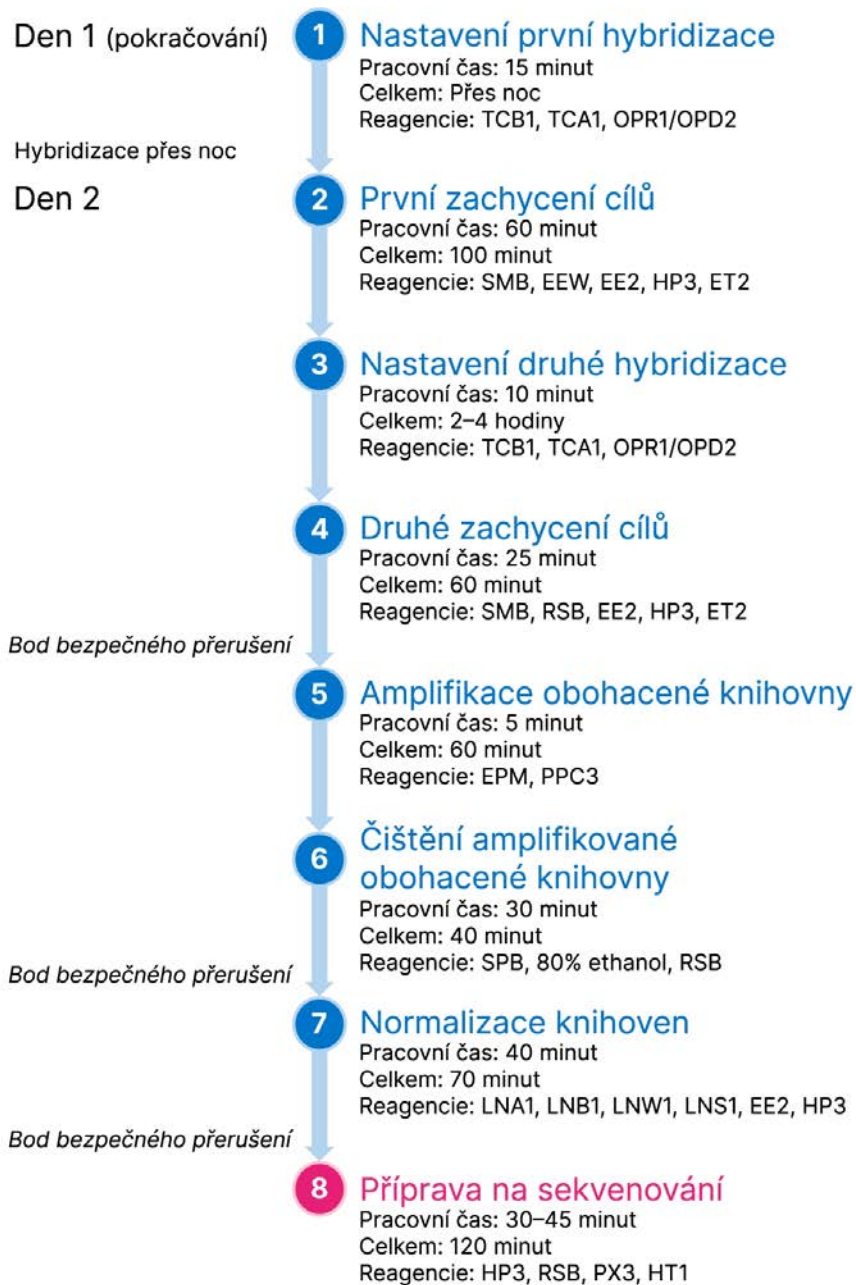 Den 1 (pokračování)
1 Nastavení první hybridizace
Pracovní čas: 15 minut
Celkem: Přes noc
Reagencie: TCB1, TCA1, OPR1/OPD2
Hybridizace přes noc
Den 2
2 První zachycení cílů
Pracovní čas: 60 minut
Celkem: 100 minut
Reagencie: SMB, EEW, EE2, HP3, ET2
3 Nastavení druhé hybridizace
Pracovní čas: 10 minut
Celkem: 2–4 hodiny
Reagencie: TCB1, TCA1, OPR1/OPD2
4 Druhé zachycení cílů
Pracovní čas: 25 minut
Celkem: 60 minut
Reagencie: SMB, RSB, EE2, HP3, ET2
Bod bezpečného přerušení
5 Amplifikace obohacené knihovny
Pracovní čas: 5 minut
Celkem: 60 minut
Reagencie: EPM, PPC3
6 Čištění amplifikované
obohacené knihovny
Pracovní čas: 30 minut
Celkem: 40 minut
Reagencie: SPB, 80% ethanol, RSB
Bod bezpečného přerušení
7 Normalizace knihoven
Pracovní čas: 40 minut
Celkem: 70 minut
Reagencie: LNA1, LNB1, LNW1, LNS1, EE2, HP3
Bod bezpečného přerušení
8 Příprava na sekvenování
Pracovní čas: 30–45 minut
Celkem: 120 minut
Reagencie: HP3, RSB, PX3, HT1